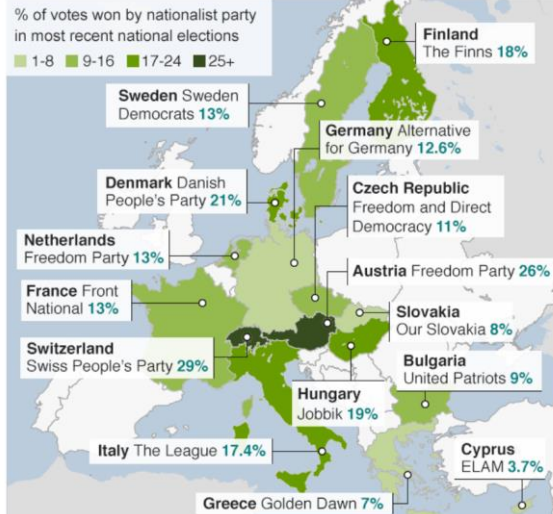 % of votes won by nationalist party
in most recent national elections
1-8 9-16 17-24 25+
Finland
The Finns 18%
Sweden Sweden
Democrats 13%
Germany Alternative
for Germany 12.6%
Denmark Danish
People's Party 21%
Czech Republic
Freedom and Direct
Democracy 11%
Netherlands
Freedom Party 13%
Austria Freedom Party 26%
France Front
National 13%
Slovakia
Our Slovakia 8%
Switzerland
Swiss People's Party 29%
Bulgaria
United Patriots 9%
Hungary
Jobbik 19%
Italy The League 17.4%
Cyprus
ELAM 3.7%
Greece Golden Dawn 7%